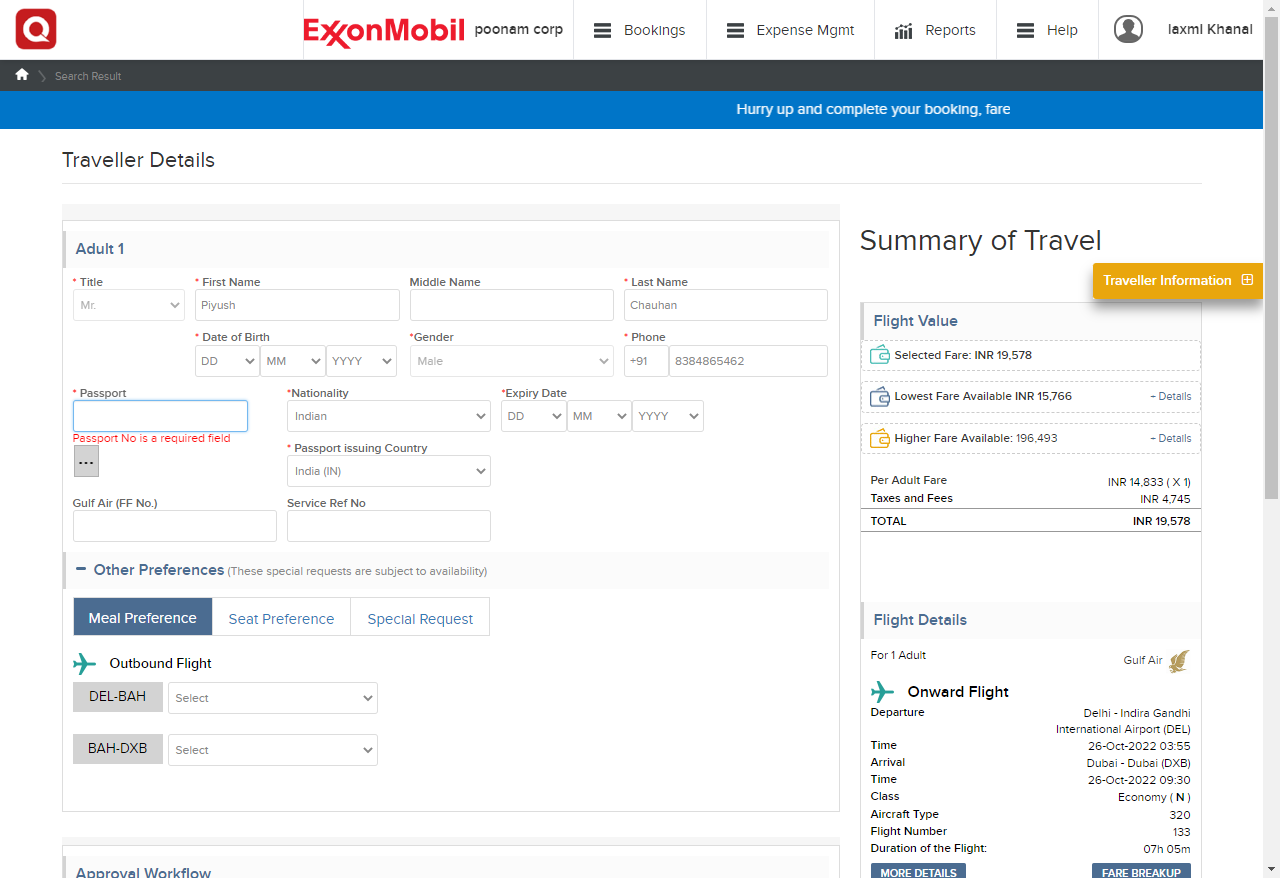 Q
ExxonMobil
poonam corp
Bookings
Expense Mgmt
Reports
Help
laxmi Khanal
Search Result
Hurry up and complete your booking, fare
Traveller Details
Adult 1
* Title
* First Name
Middle Name
* Last Name
Mr.
Piyush
Chauhan
* Date of Birth
*Gender
* Phone
DD
MM
YYYY
Male
+91
8384865462
* Passport
*Nationality
*Expiry Date
Indian
DD
MM
YYYY
Passport No is a required field
...
* Passport issuing Country
India (IN)
Gulf Air (FF No.)
Service Ref No
Other Preferences (These special requests are subject to availability)
Meal Preference
Seat Preference
Special Request
Outbound Flight
DEL-BAH
Select
BAH-DXB
Select
Approval Workflow
Summary of Travel
Traveller Information
Flight Value
Selected Fare: INR 19,578
Lowest Fare Available INR 15,766
+ Details
Higher Fare Available: 196,493
+ Details
Per Adult Fare
INR 14,833 ( X 1)
Taxes and Fees
INR 4,745
TOTAL
INR 19,578
Flight Details
For 1 Adult
Gulf Air
Onward Flight
Departure
Delhi - Indira Gandhi
International Airport (DEL)
Time
26-Oct-2022 03:55
Arrival
Dubai - Dubai (DXB)
Time
26-Oct-2022 09:30
Class
Economy ( N )
Aircraft Type
320
Flight Number
133
Duration of the Flight:
07h 05m
MORE DETAILS
FARE BREAKUP